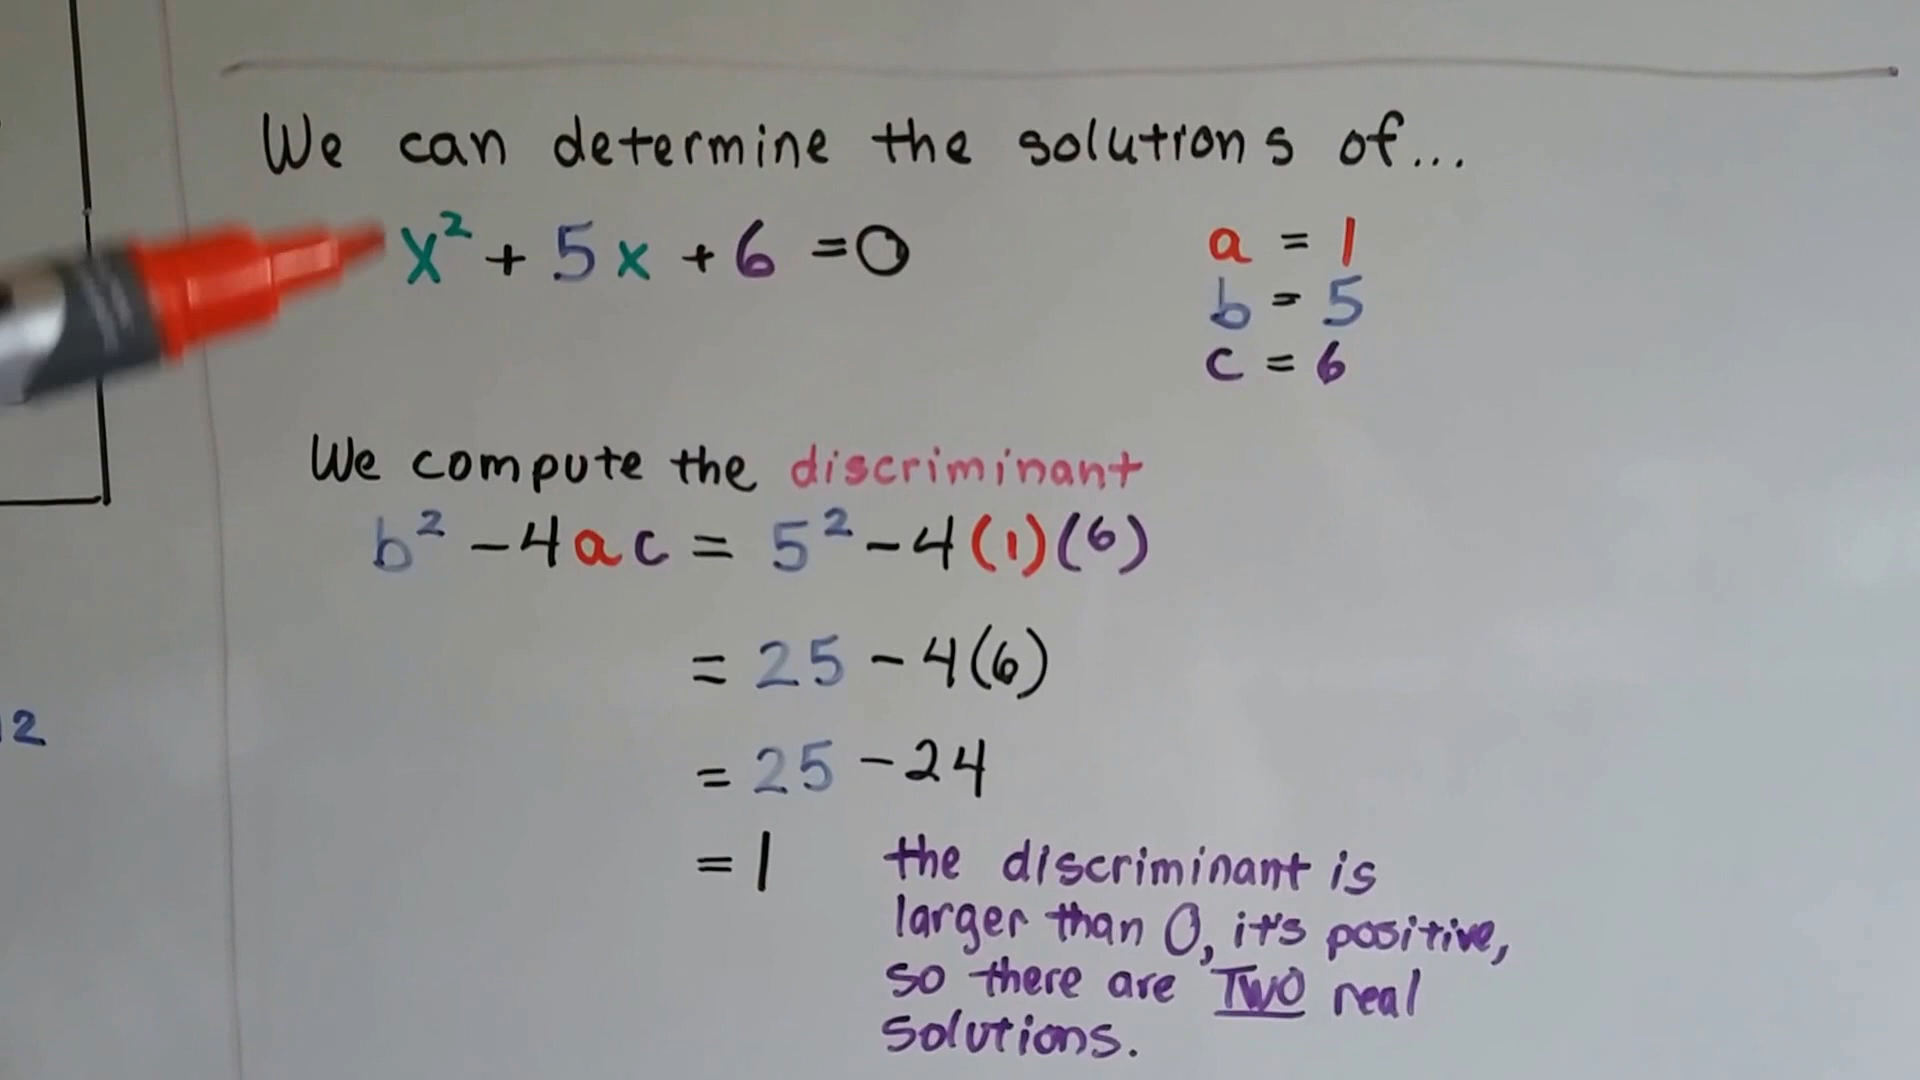 We can determine the solutions of...
x² + 5x + 6 = 0
a = 1
b = 5
c = 6
We compute the discriminant
b² - 4ac = 5² - 4(1)(6)
= 25 - 4(6)
= 25 - 24
= 1
the discriminant is
larger than 0, it's positive,
so there are TWO real
solutions.
2